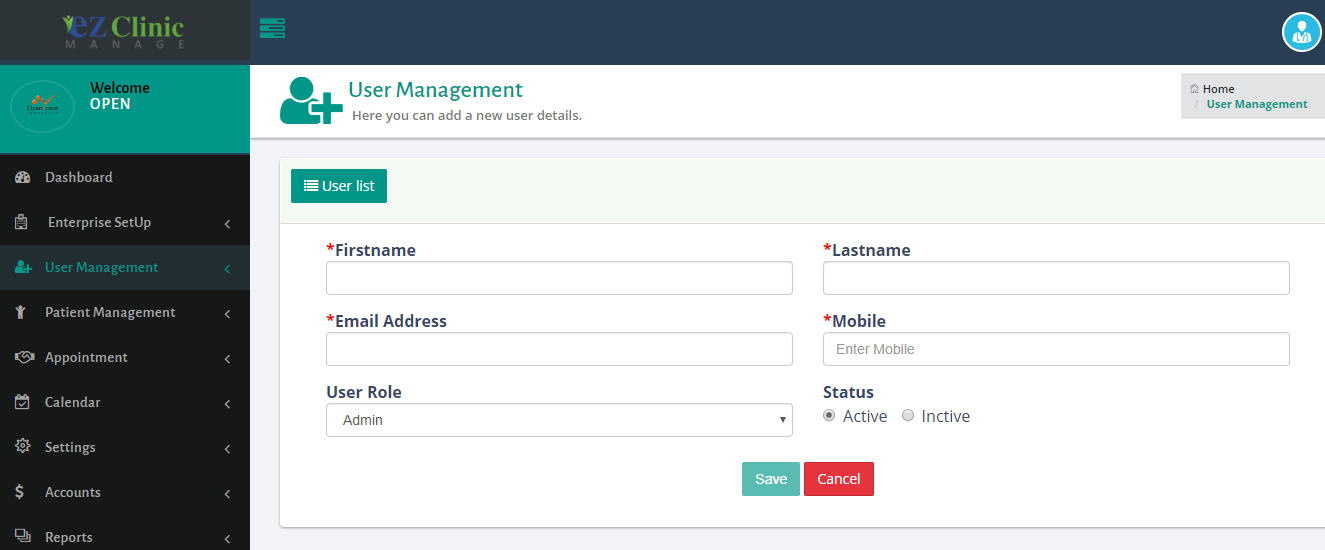 ez Clinic
MANAGE
Welcome
OPEN
Dashboard
Enterprise SetUp
User Management
Patient Management
Appointment
Calendar
Settings
Accounts
Reports
User Management
Here you can add a new user details.
Home
/ User Management
User list
*Firstname
*Lastname
*Email Address
*Mobile
Enter Mobile
User Role
Admin
Status
Active Inctive
Save Cancel